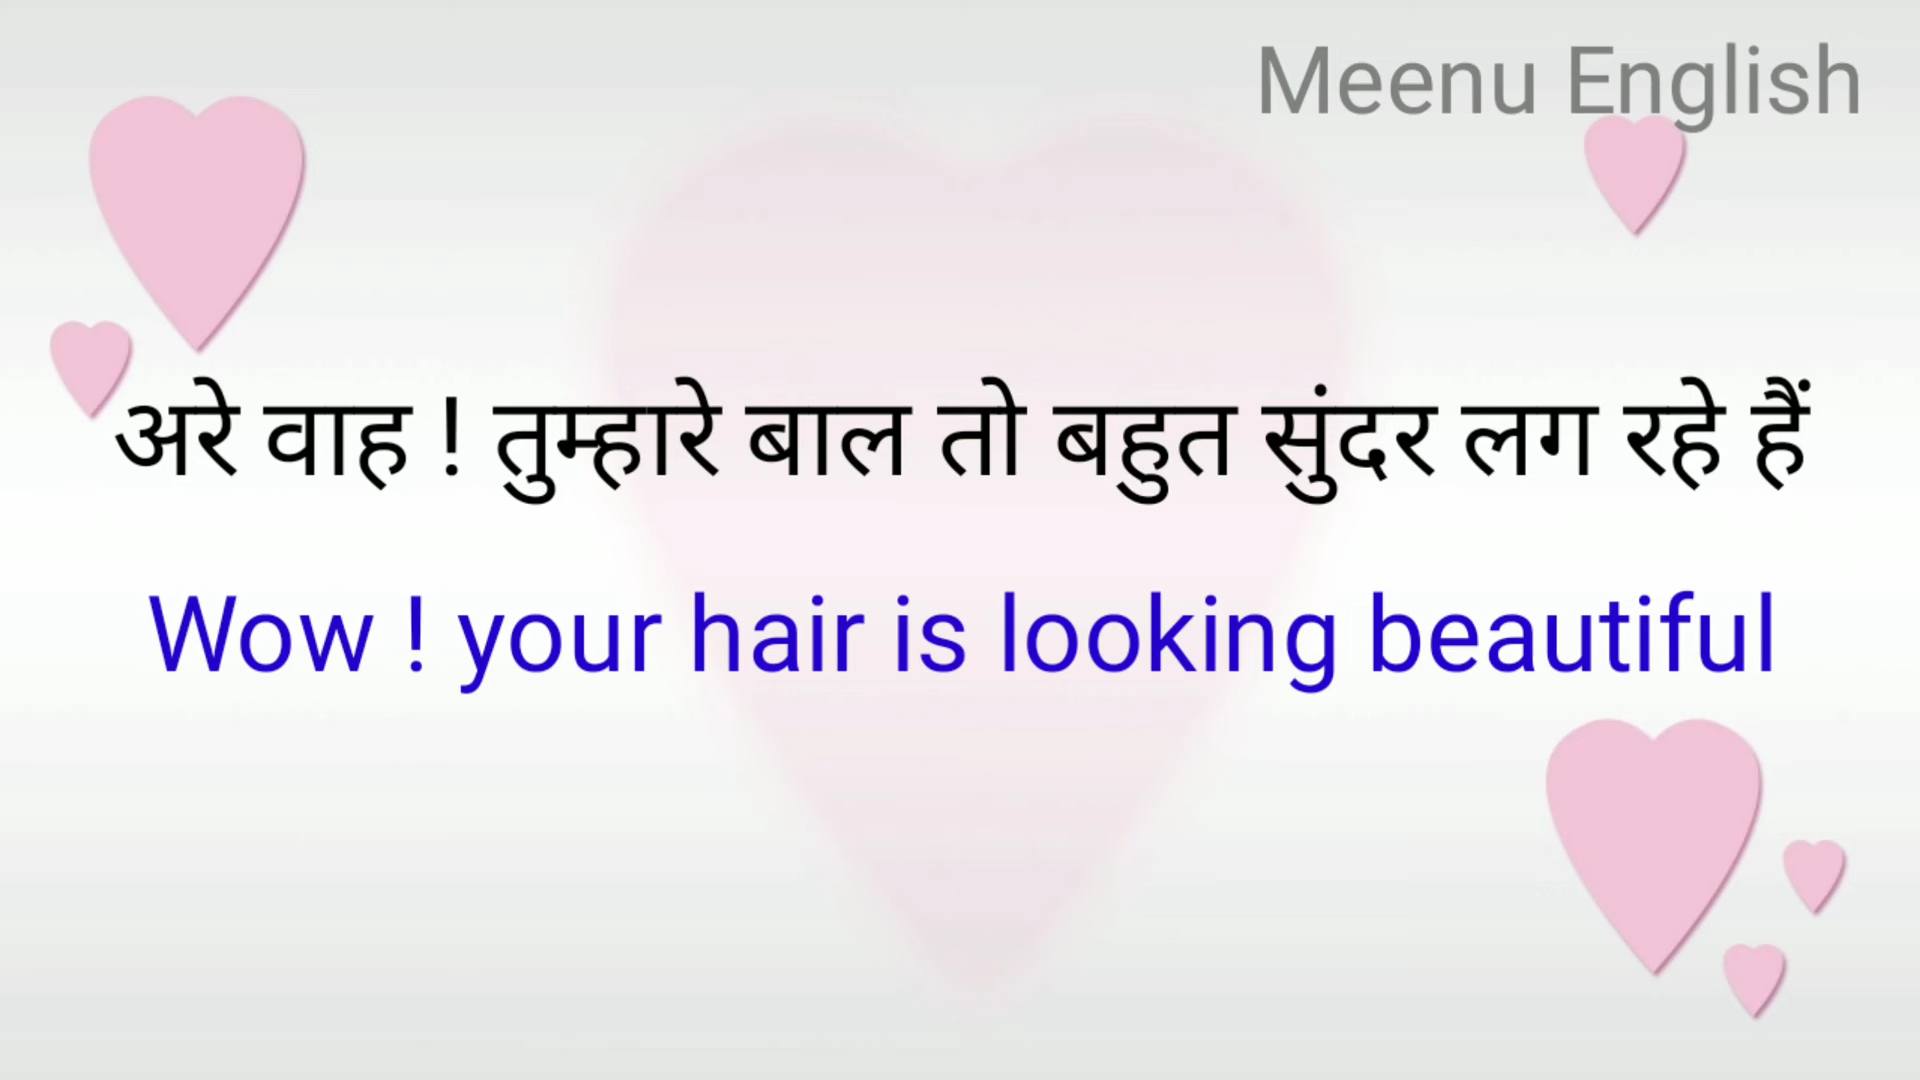 Meenu English
अरे वाह ! तुम्हारे बाल तो बहुत सुंदर लग रहे हैं
Wow ! your hair is looking beautiful